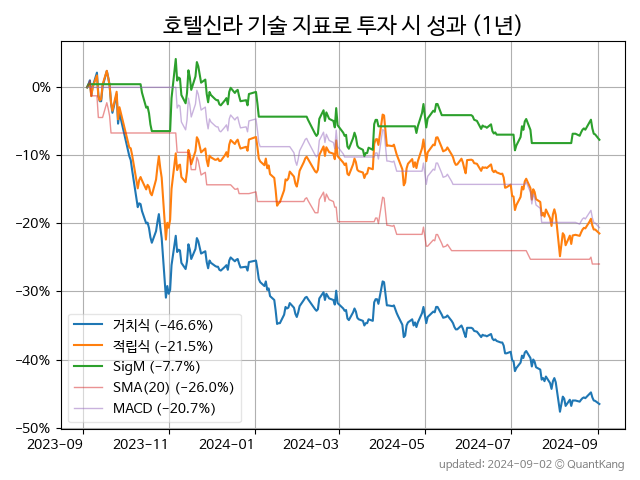 호텔신라 기술 지표로 투자 시 성과 (1년)
0%
−10%
−20%
−30%
−40%
−50%
거치식 (−46.6%)
적립식 (−21.5%)
SigM (−7.7%)
SMA(20) (−26.0%)
MACD (−20.7%)
2023-09 2023-11 2024-01 2024-03 2024-05 2024-07 2024-09
updated: 2024-09-02 © QuantKang